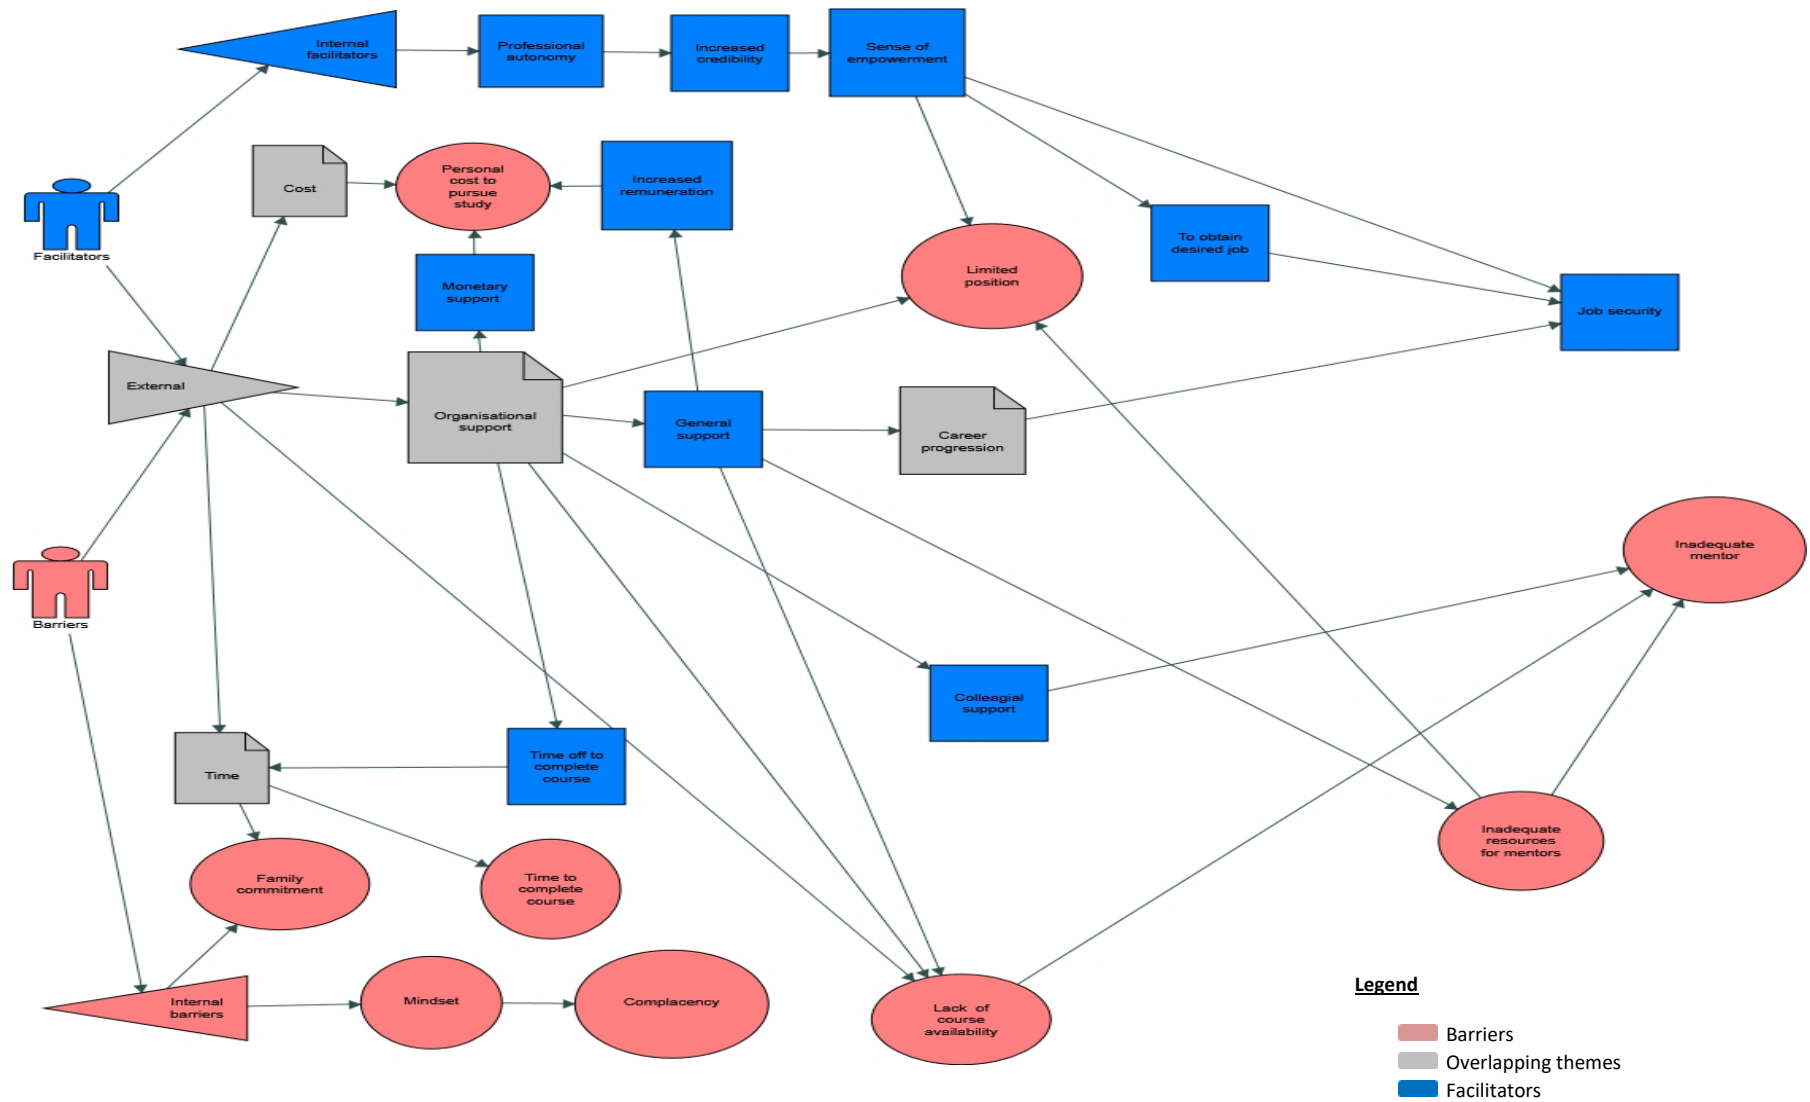 Internal
facilitators
Professional
autonomy
Increased
credibility
Sense of
empowerment
Cost
Personal
cost to
pursue
study
Increased
remuneration
Facilitators
To obtain
desired job
Limited
position
Monetary
support
Job security
External
Organisational
support
General
support
Career
progression
Inadequate
mentor
Barriers
Colleagial
support
Time
Time off to
complete
course
Inadequate
resources
for mentors
Family
commitment
Time to
complete
course
Internal
barriers
Mindset
Complacency
Lack of
course
availability
Legend
Barriers
Overlapping themes
Facilitators